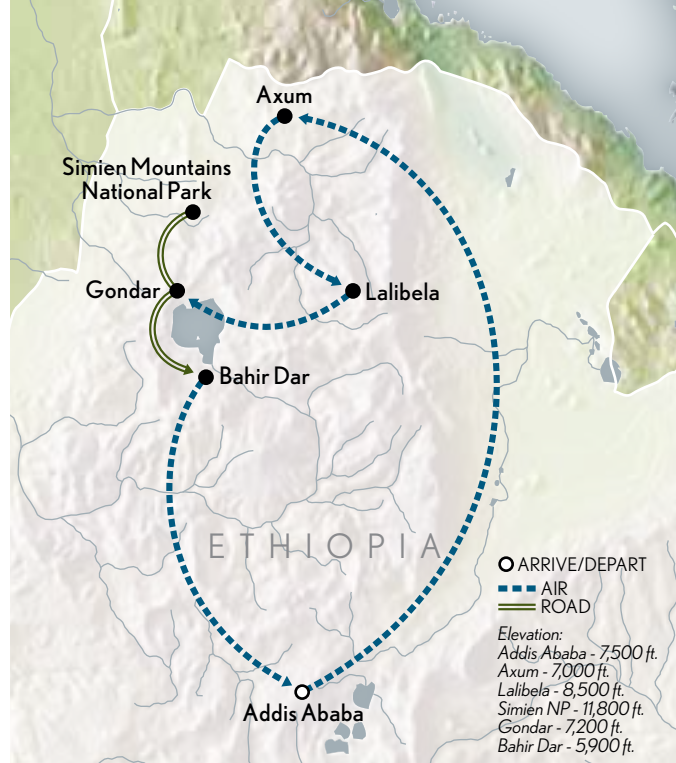 Axum
Simien Mountains
National Park
Gondar
Lalibela
Bahir Dar
ETHIOPIA
Addis Ababa
ARRIVE/DEPART
AIR
ROAD
Elevation:
Addis Ababa - 7,500 ft.
Axum - 7,000 ft.
Lalibela - 8,500 ft.
Simien NP - 11,800 ft.
Gondar - 7,200 ft.
Bahir Dar - 5,900 ft.